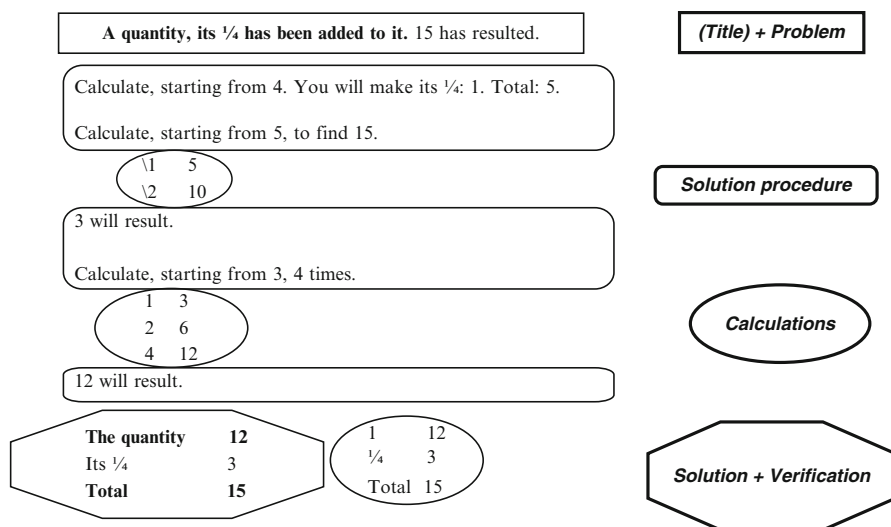 A quantity, its ¼ has been added to it. 15 has resulted.
(Title) + Problem
Calculate, starting from 4. You will make its ¼: 1. Total: 5.
Calculate, starting from 5, to find 15.
\1 5
\2 10
Solution procedure
3 will result.
Calculate, starting from 3, 4 times.
1 3
2 6
4 12
Calculations
12 will result.
The quantity 12
Its ¼ 3
Total 15
1 12
¼ 3
Total 15
Solution + Verification